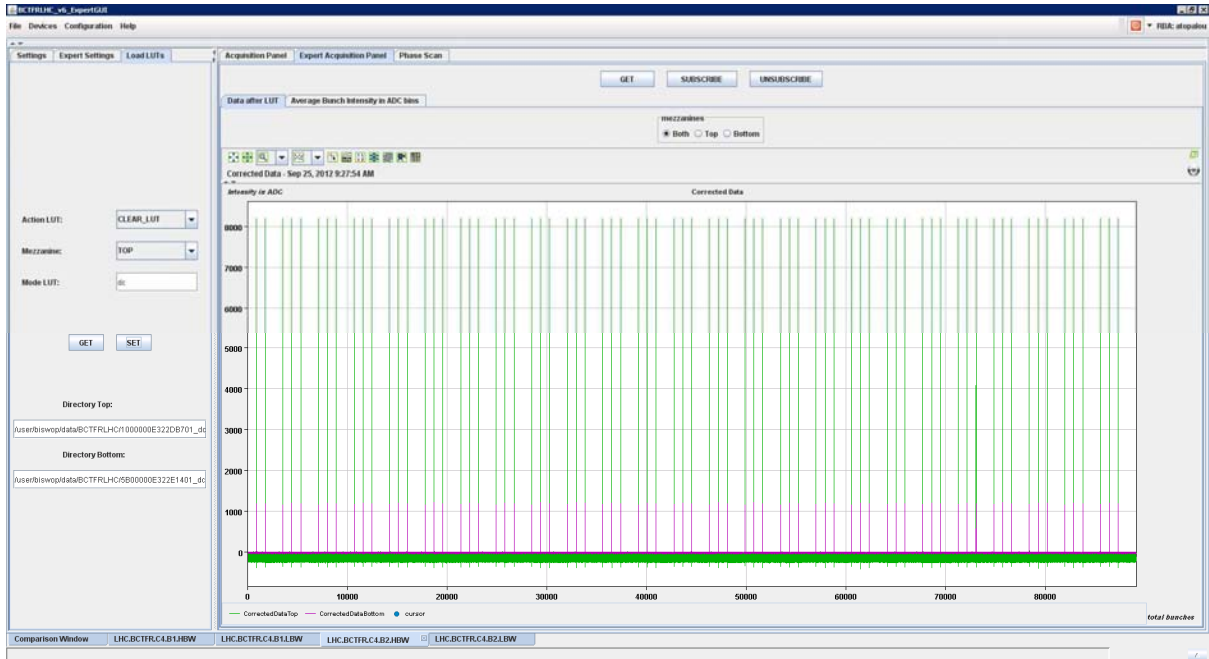 BCTFRLHC_v6_ExpertGUI
File Devices Configuration Help
RBA: atopalou
Settings Expert Settings Load LUTs
Acquisition Panel Expert Acquisition Panel Phase Scan
GET SUBSCRIBE UNSUBSCRIBE
Data after LUT Average Bunch Intensity in ADC bins
mezzanines
Both Top Bottom
Corrected Data - Sep 25, 2012 9:27:54 AM
Intensity in ADC
Corrected Data
Action LUT: CLEAR_LUT
Mezzanine: TOP
Mode LUT: dc
GET SET
Directory Top:
/user/biswop/data/BCTFRLHC/1000000E322DB701_dc
Directory Bottom:
/user/biswop/data/BCTFRLHC/5B00000E322E1401_dc
8000
7000
6000
5000
4000
3000
2000
1000
0
0 10000 20000 30000 40000 50000 60000 70000 80000
CorrectedDataTop CorrectedDataBottom cursor
total bunches
Comparison Window LHC.BCTFR.C4.B1.HBW LHC.BCTFR.C4.B1.LBW LHC.BCTFR.C4.B2.HBW LHC.BCTFR.C4.B2.LBW